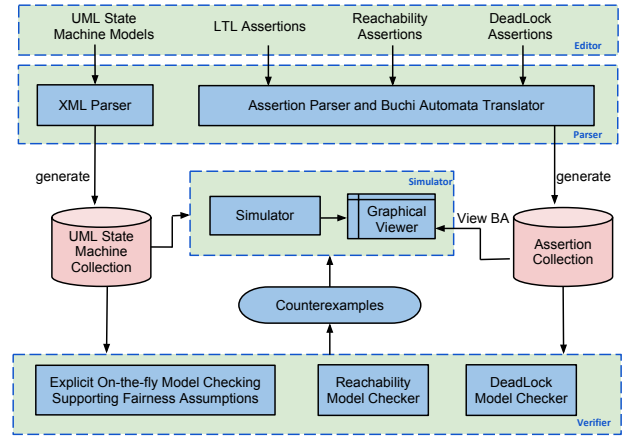 UML State
Machine Models
LTL Assertions
Reachability
Assertions
DeadLock
Assertions
Editor
XML Parser
Assertion Parser and Buchi Automata Translator
Parser
generate
generate
Simulator
Simulator
Graphical
Viewer
View BA
UML State
Machine
Collection
Assertion
Collection
Counterexamples
Explicit On-the-fly Model Checking
Supporting Fairness Assumptions
Reachability
Model Checker
DeadLock
Model Checker
Verifier